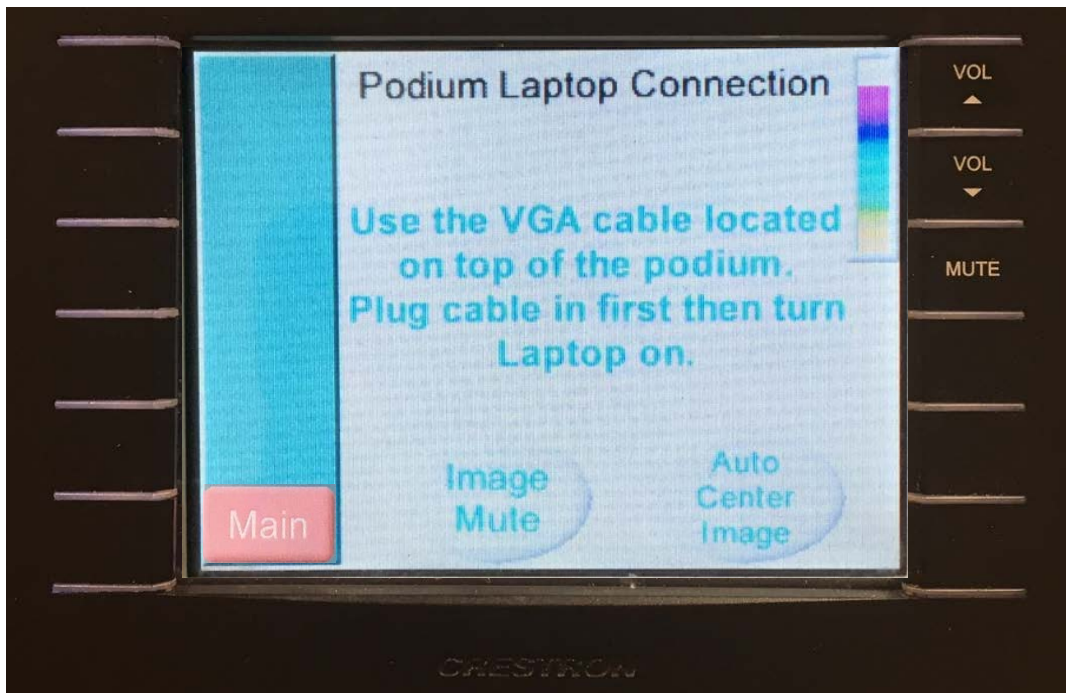 Podium Laptop Connection
Use the VGA cable located
on top of the podium.
Plug cable in first then turn
Laptop on.
Image
Mute
Auto
Center
Image
Main
VOL
VOL
MUTE
CRESTRON